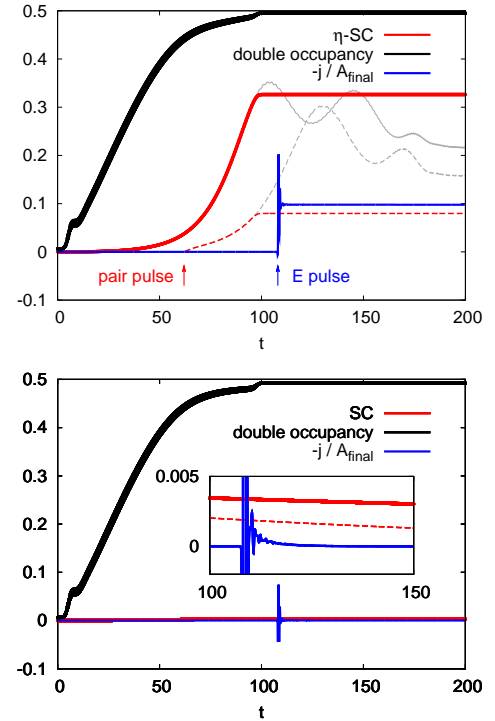 0.5
0.4
0.3
0.2
0.1
0
-0.1
η-SC
double occupancy
-j / A_final
pair pulse
E pulse
0 50 100 150 200
t
0.5
0.4
0.3
0.2
0.1
0
-0.1
SC
double occupancy
-j / A_final
0.005
0
100 150
0 50 100 150 200
t